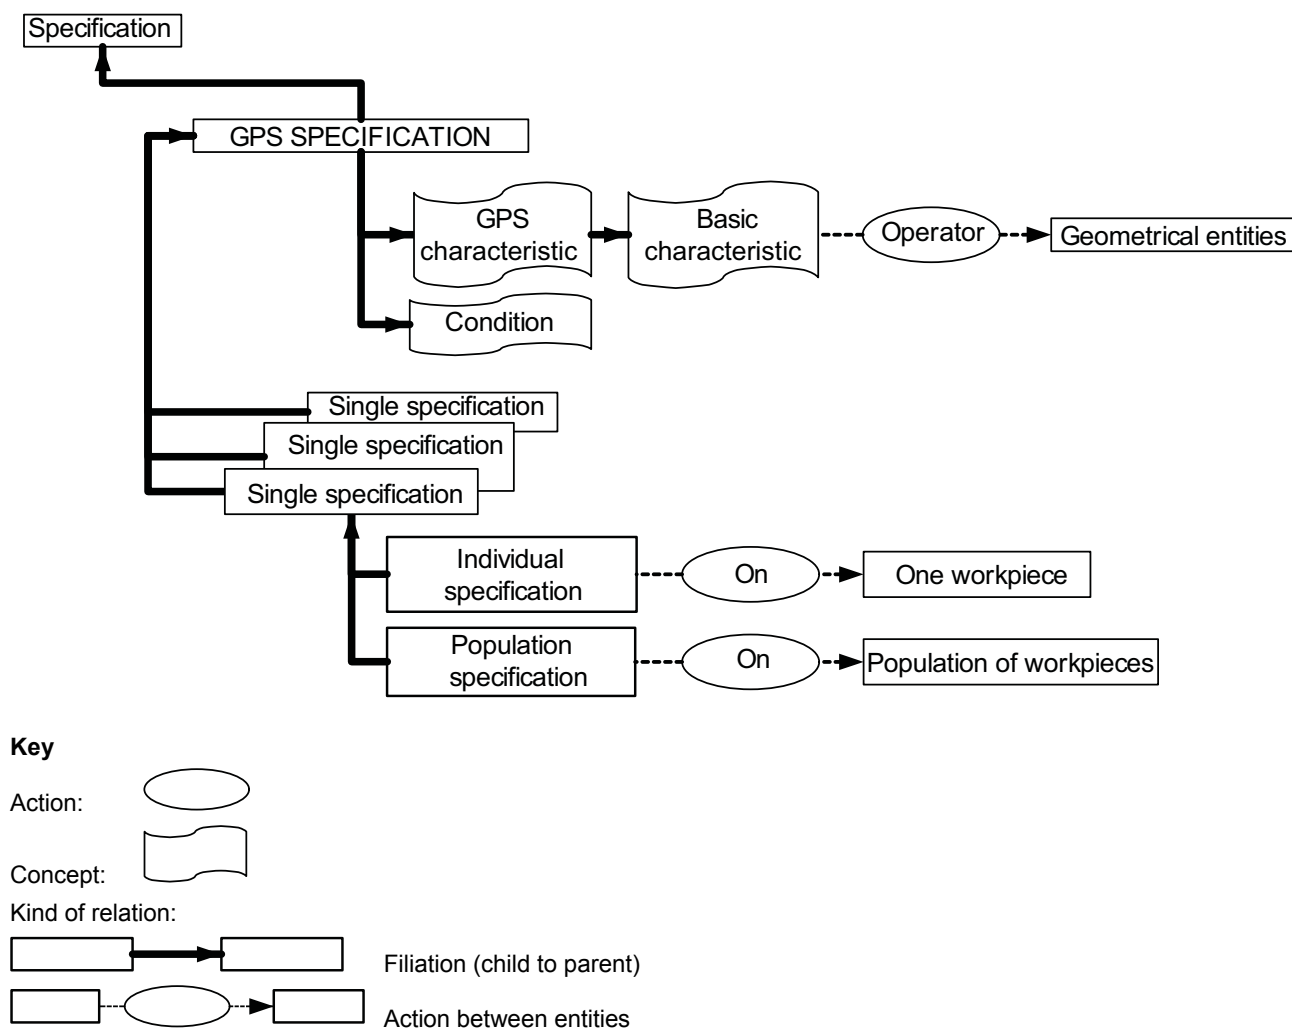 Specification
GPS SPECIFICATION
GPS
characteristic
Basic
characteristic
Operator
Geometrical entities
Condition
Single specification
Single specification
Single specification
Individual
specification
On
One workpiece
Population
specification
On
Population of workpieces
Key
Action:
Concept:
Kind of relation:
Filiation (child to parent)
Action between entities